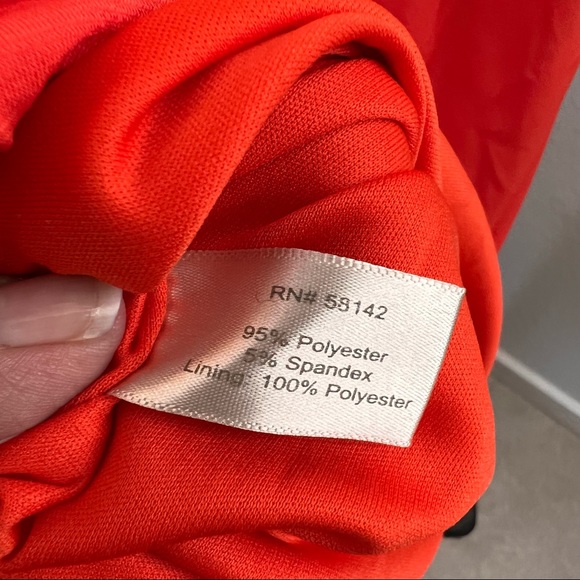 RN# 58142
95% Polyester
5% Spandex
Lining: 100% Polyester